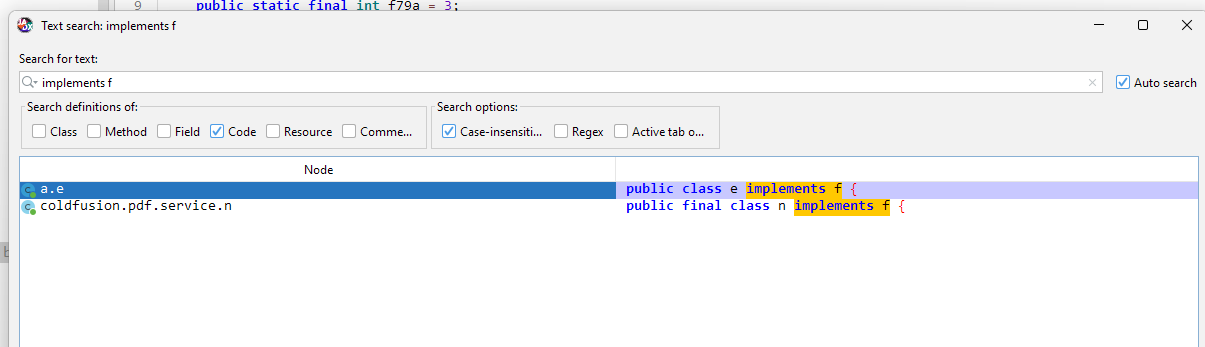 9 public static final int f79a = 3;
Text search: implements f
Search for text:
implements f
Auto search
Search definitions of:
Search options:
Class Method Field Code Resource Comme... Case-insensiti... Regex Active tab o...
Node
a.e public class e implements f {
coldfusion.pdf.service.n public final class n implements f {